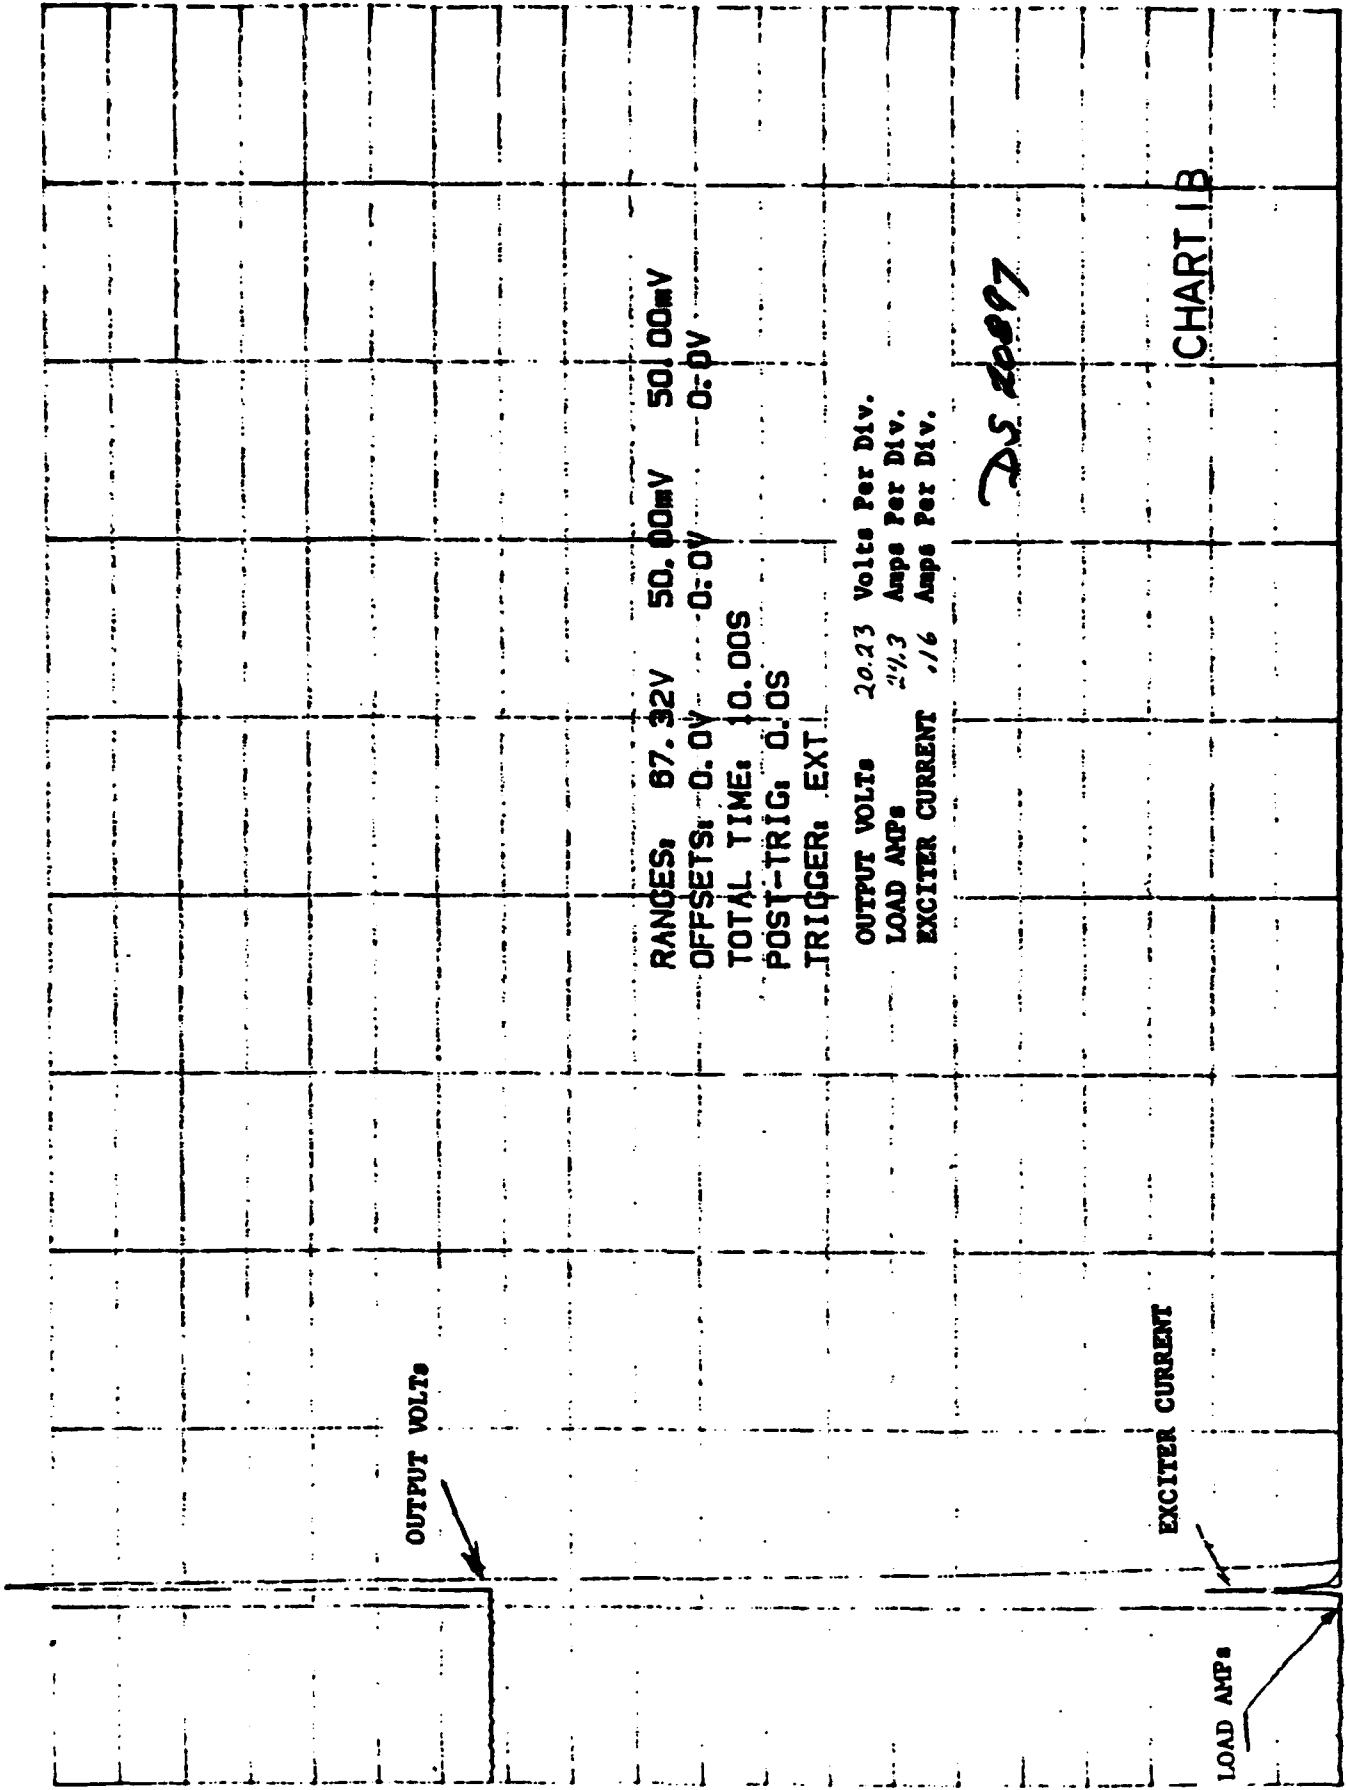 OUTPUT VOLTs
RANGES: 67.32V 50.00mV 50.00mV
OFFSETS: 0.0V 0.0V 0.0V
TOTAL TIME: 10.00S
POST-TRIG: 0.0S
TRIGGER: EXT.
OUTPUT VOLTs 20.23 Volts Per Div.
LOAD AMPs Amps Per Div.
EXCITER CURRENT .16 Amps Per Div.
DS 20897
CHART 1B
EXCITER CURRENT
LOAD AMPs